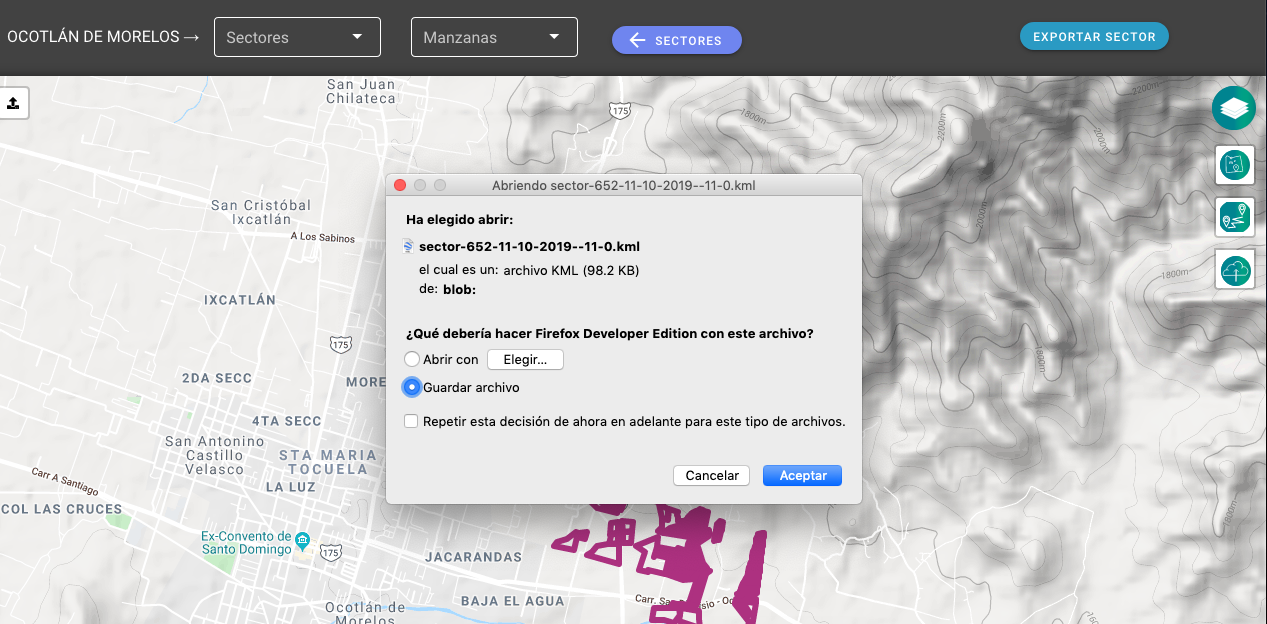 OCOTLÁN DE MORELOS →
Sectores
Manzanas
SECTORES
EXPORTAR SECTOR
San Juan
Chilateca
175
1800m
2200m
2200m
2000m
San Cristóbal
Ixcatlán
A Los Sabinos
2000m
IXCATLÁN
1800m
175
1800m
2DA SECC
MORE
4TA SECC
San Antonino
Castillo
Velasco
STA MARIA
TOCUELA
LA LUZ
Carr A Santiago
COL LAS CRUCES
1800m
Ex-Convento de
Santo Domingo
175
JACARANDAS
BAJA EL AGUA
Ocotlán de
Morelos
Abriendo sector-652-11-10-2019--11-0.kml
Ha elegido abrir:
sector-652-11-10-2019--11-0.kml
el cual es un: archivo KML (98.2 KB)
de: blob:
¿Qué debería hacer Firefox Developer Edition con este archivo?
Abrir con
Elegir...
Guardar archivo
Repetir esta decisión de ahora en adelante para este tipo de archivos.
Cancelar
Aceptar